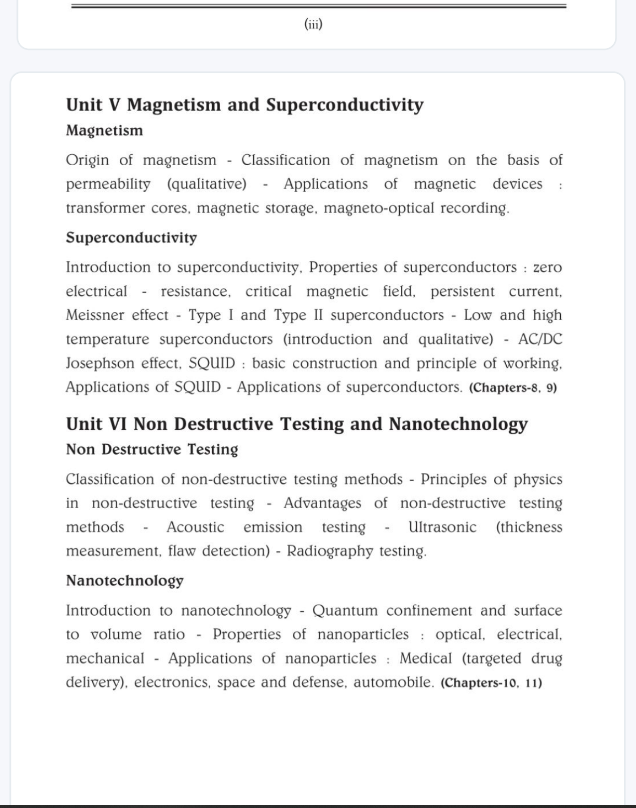 (iii)
Unit V Magnetism and Superconductivity
Magnetism
Origin of magnetism - Classification of magnetism on the basis of
permeability (qualitative) - Applications of magnetic devices :
transformer cores, magnetic storage, magneto-optical recording.
Superconductivity
Introduction to superconductivity, Properties of superconductors : zero
electrical - resistance, critical magnetic field, persistent current,
Meissner effect - Type I and Type II superconductors - Low and high
temperature superconductors (introduction and qualitative) - AC/DC
Josephson effect, SQUID : basic construction and principle of working,
Applications of SQUID - Applications of superconductors. (Chapters-8, 9)
Unit VI Non Destructive Testing and Nanotechnology
Non Destructive Testing
Classification of non-destructive testing methods - Principles of physics
in non-destructive testing - Advantages of non-destructive testing
methods - Acoustic emission testing - Ultrasonic (thickness
measurement, flaw detection) - Radiography testing.
Nanotechnology
Introduction to nanotechnology - Quantum confinement and surface
to volume ratio - Properties of nanoparticles : optical, electrical,
mechanical - Applications of nanoparticles : Medical (targeted drug
delivery), electronics, space and defense, automobile. (Chapters-10, 11)